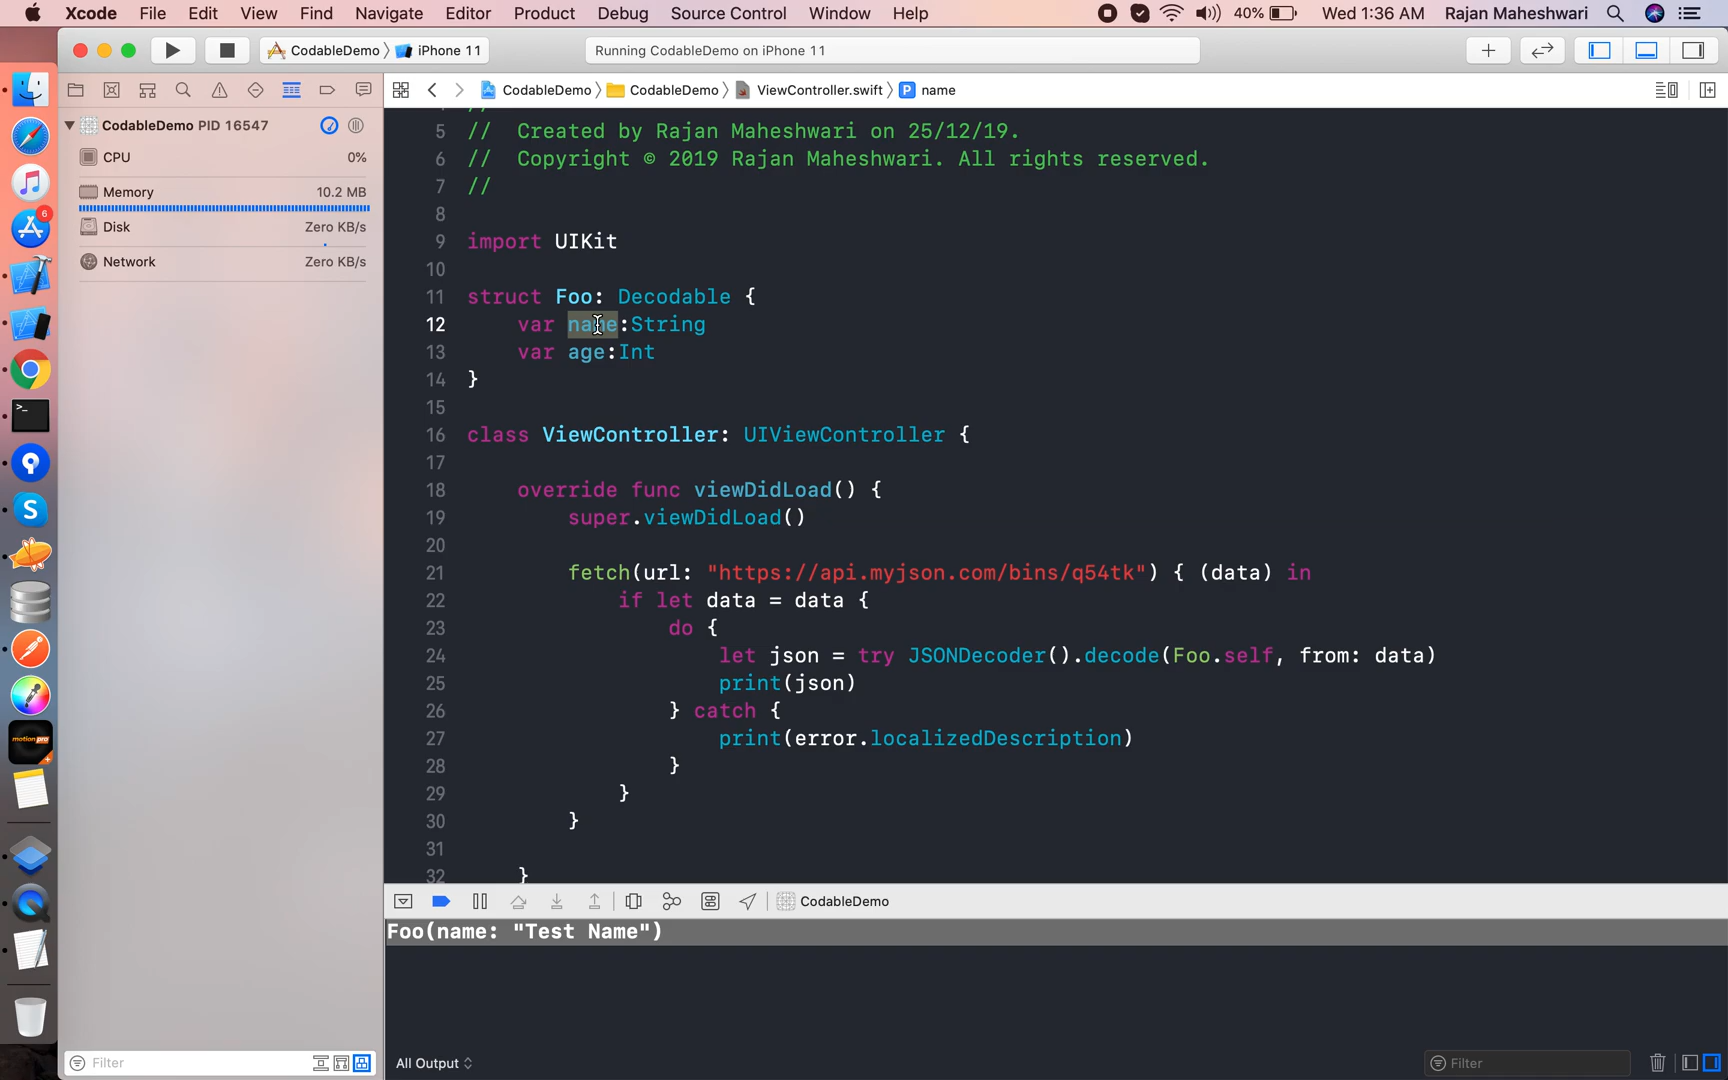 Xcode File Edit View Find Navigate Editor Product Debug Source Control Window Help 40% Wed 1:36 AM Rajan Maheshwari
CodableDemo iPhone 11 Running CodableDemo on iPhone 11
CodableDemo CodableDemo ViewController.swift P name
CodableDemo PID 16547
CPU 0%
Memory 10.2 MB
Disk Zero KB/s
Network Zero KB/s
5 // Created by Rajan Maheshwari on 25/12/19.
6 // Copyright © 2019 Rajan Maheshwari. All rights reserved.
7 //
8
9 import UIKit
10
11 struct Foo: Decodable {
12 var name:String
13 var age:Int
14 }
15
16 class ViewController: UIViewController {
17
18 override func viewDidLoad() {
19 super.viewDidLoad()
20
21 fetch(url: "https://api.myjson.com/bins/q54tk") { (data) in
22 if let data = data {
23 do {
24 let json = try JSONDecoder().decode(Foo.self, from: data)
25 print(json)
26 } catch {
27 print(error.localizedDescription)
28 }
29 }
30 }
31
32 }
CodableDemo
Foo(name: "Test Name")
Filter
All Output
Filter
6
S
motion pro
>_